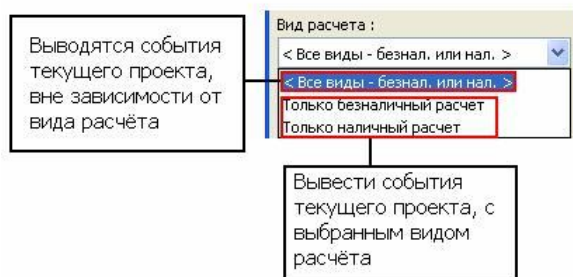 Вид расчета :
< Все виды - безнал. или нал. >
< Все виды - безнал. или нал. >
Только безналичный расчет
Только наличный расчет
Выводятся события
текущего проекта,
вне зависимости от
вида расчёта
Вывести события
текущего проекта, с
выбранным видом
расчёта